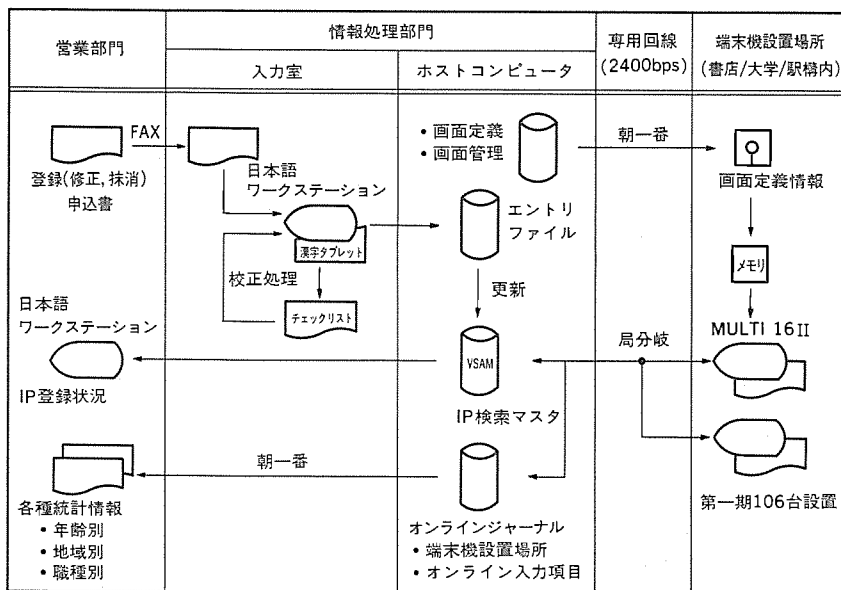 営業部門
情報処理部門
入力室
ホストコンピュータ
専用回線
(2400bps)
端末機設置場所
(書店/大学/駅構内)
FAX
登録(修正,抹消)
申込書
日本語
ワークステーション
漢字タブレット
校正処理
チェックリスト
• 画面定義
• 画面管理
朝一番
画面定義情報
エントリ
ファイル
更新
メモリ
MULTI 16II
日本語
ワークステーション
IP登録状況
VSAM
IP検索マスタ
局分岐
朝一番
各種統計情報
• 年齢別
• 地域別
• 職種別
オンラインジャーナル
• 端末機設置場所
• オンライン入力項目
第一期106台設置